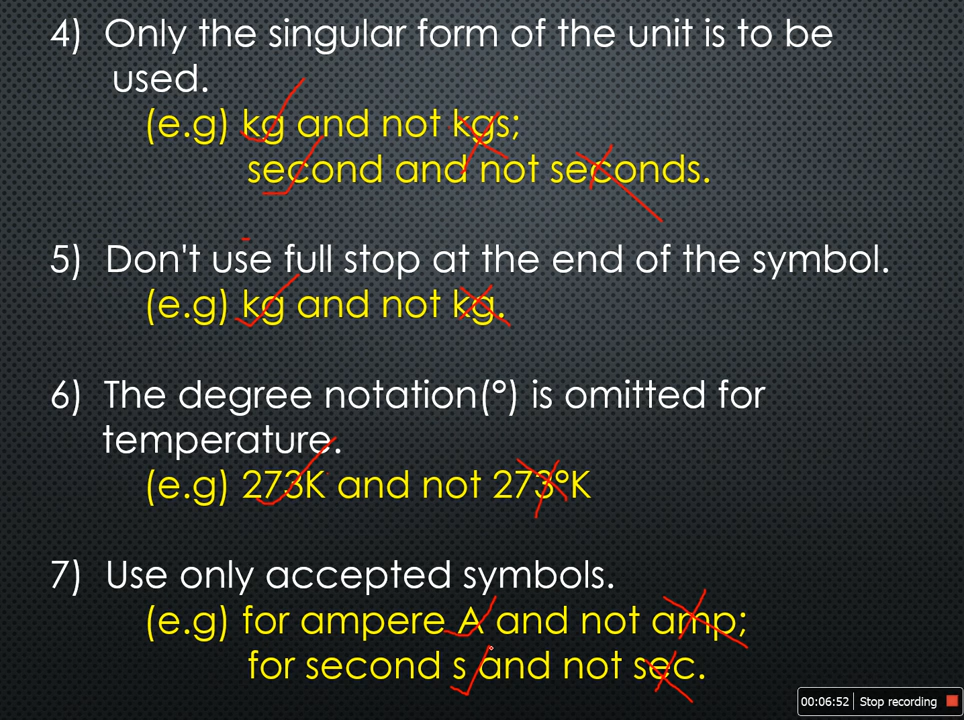 4) Only the singular form of the unit is to be
used.
(e.g) kg and not kgs;
second and not seconds.
5) Don't use full stop at the end of the symbol.
(e.g) kg and not kg.
6) The degree notation(°) is omitted for
temperature.
(e.g) 273K and not 273°K
7) Use only accepted symbols.
(e.g) for ampere A and not amp;
for second s and not sec.
00:06:52 Stop recording